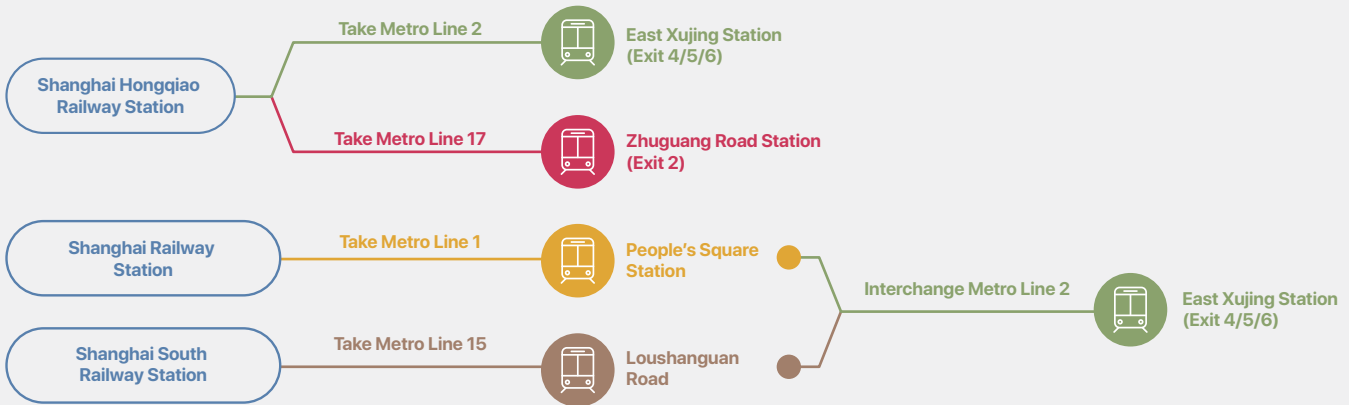 Take Metro Line 2
East Xujing Station
(Exit 4/5/6)
Shanghai Hongqiao
Railway Station
Take Metro Line 17
Zhuguang Road Station
(Exit 2)
Shanghai Railway
Station
Take Metro Line 1
People's Square
Station
Interchange Metro Line 2
East Xujing Station
(Exit 4/5/6)
Shanghai South
Railway Station
Take Metro Line 15
Loushanguan
Road